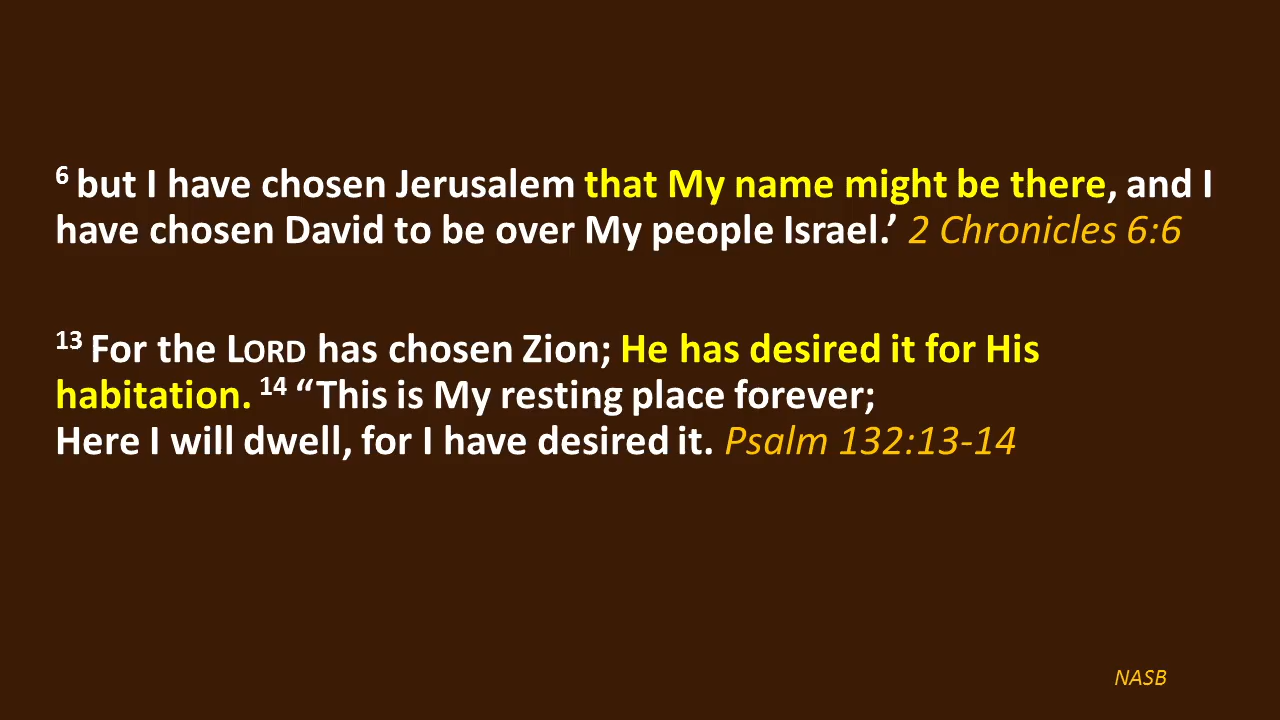 6 but I have chosen Jerusalem that My name might be there, and I
have chosen David to be over My people Israel.’ 2 Chronicles 6:6
13 For the LORD has chosen Zion; He has desired it for His
habitation. 14 “This is My resting place forever;
Here I will dwell, for I have desired it. Psalm 132:13-14
NASB